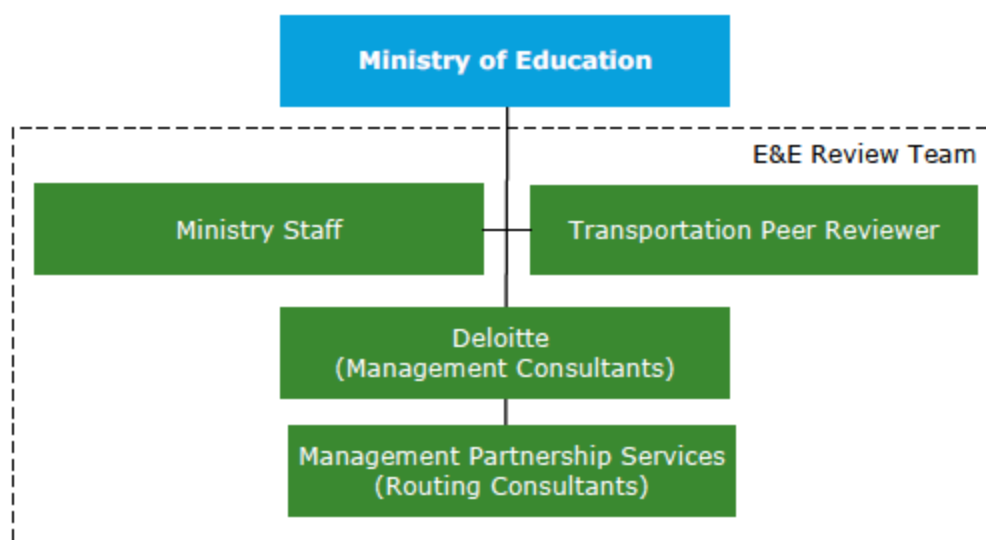 Ministry of Education
E&E Review Team
Ministry Staff
Transportation Peer Reviewer
Deloitte
(Management Consultants)
Management Partnership Services
(Routing Consultants)